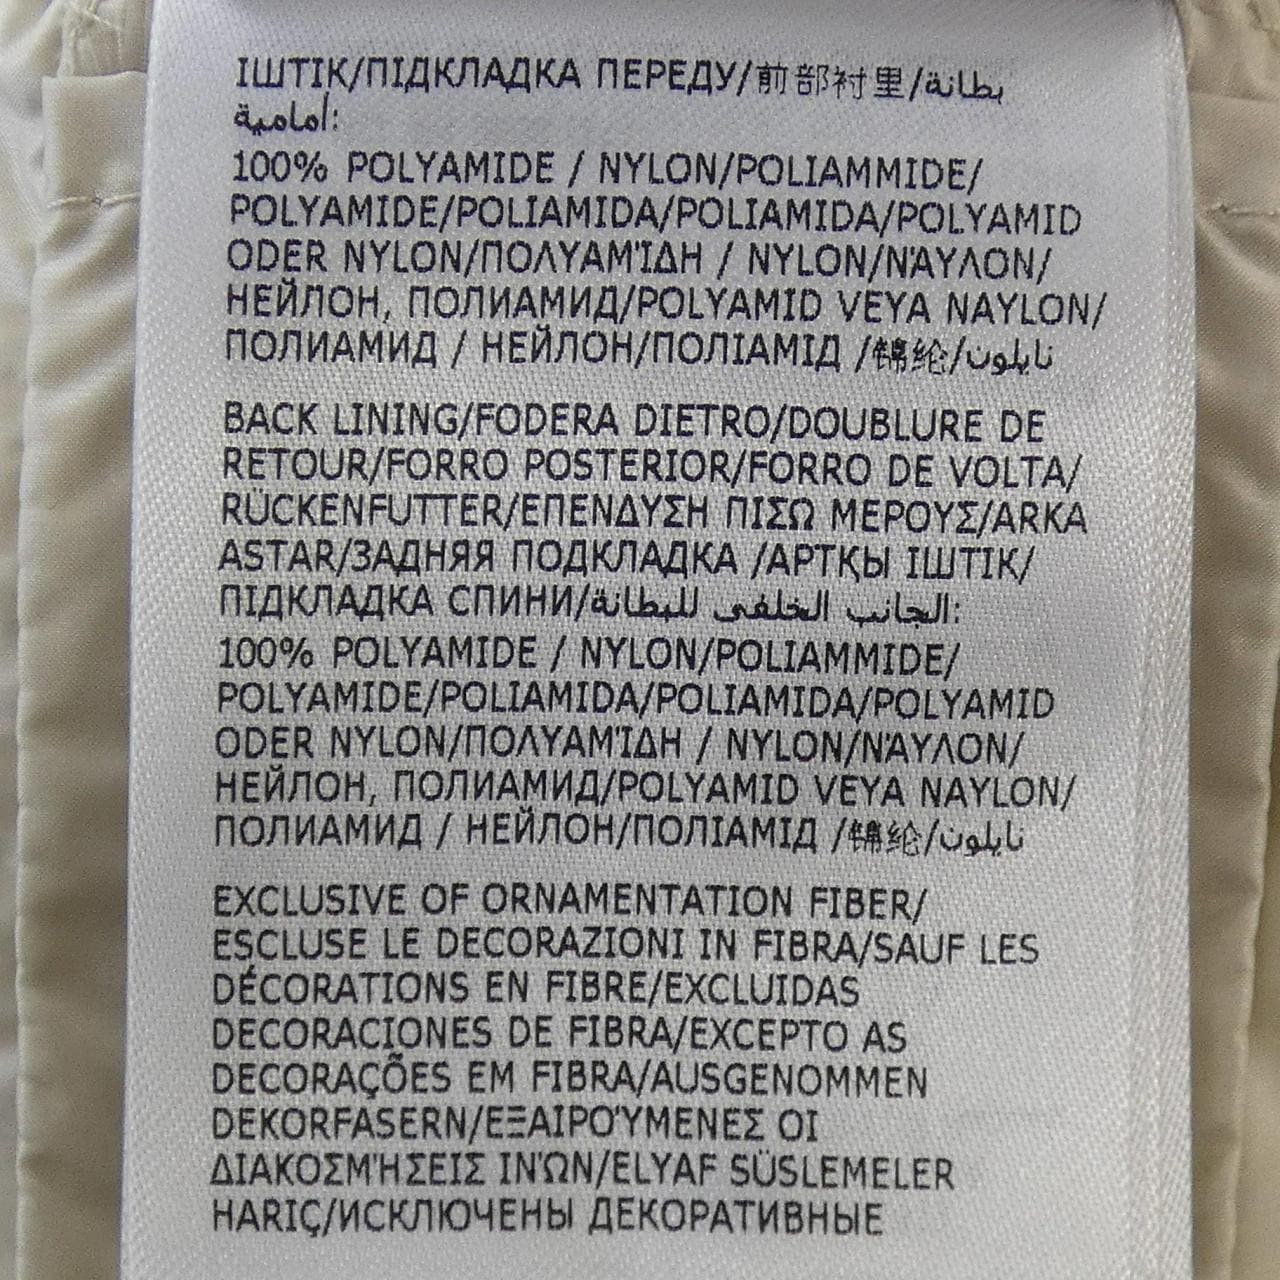 ІШТІК/ПІДКЛАДКА ПЕРЕДУ/前部衬里/بطانة
أمامية:
100% POLYAMIDE / NYLON/POLIAMMIDE/
POLYAMIDE/POLIAMIDA/POLIAMIDA/POLYAMID
ODER NYLON/ΠΟΛΥΑΜΊΔΗ / NYLON/ΝΆΥΛΟΝ/
НЕЙЛОН, ПОЛИАМИД/POLYAMID VEYA NAYLON/
ПОЛИАМИД / НЕЙЛОН/ПОЛІАМІД /锦纶/نايلون
BACK LINING/FODERA DIETRO/DOUBLURE DE
RETOUR/FORRO POSTERIOR/FORRO DE VOLTA/
RÜCKENFUTTER/ΕΠΕΝΔΥΣΗ ΠΙΣΩ ΜΕΡΟΥΣ/ARKA
ASTAR/ЗАДНЯЯ ПОДКЛАДКА /АРТҚЫ ІШТІК/
ПІДКЛАДКА СПИНИ/الجانب الخلفي للبطانة:
100% POLYAMIDE / NYLON/POLIAMMIDE/
POLYAMIDE/POLIAMIDA/POLIAMIDA/POLYAMID
ODER NYLON/ΠΟΛΥΑΜΊΔΗ / NYLON/ΝΆΥΛΟΝ/
НЕЙЛОН, ПОЛИАМИД/POLYAMID VEYA NAYLON/
ПОЛИАМИД / НЕЙЛОН/ПОЛІАМІД /锦纶/نايلون
EXCLUSIVE OF ORNAMENTATION FIBER/
ESCLUSE LE DECORAZIONI IN FIBRA/SAUF LES
DÉCORATIONS EN FIBRE/EXCLUIDAS
DECORACIONES DE FIBRA/EXCEPTO AS
DECORAÇÕES EM FIBRA/AUSGENOMMEN
DEKORFASERN/ΕΞΑΙΡΟΎΜΕΝΕΣ ΟΙ
ΔΙΑΚΟΣΜΉΣΕΙΣ ΙΝΏΝ/ELYAF SÜSLEMELER
HARIÇ/ИСКЛЮЧЕНЫ ДЕКОРАТИВНЫЕ